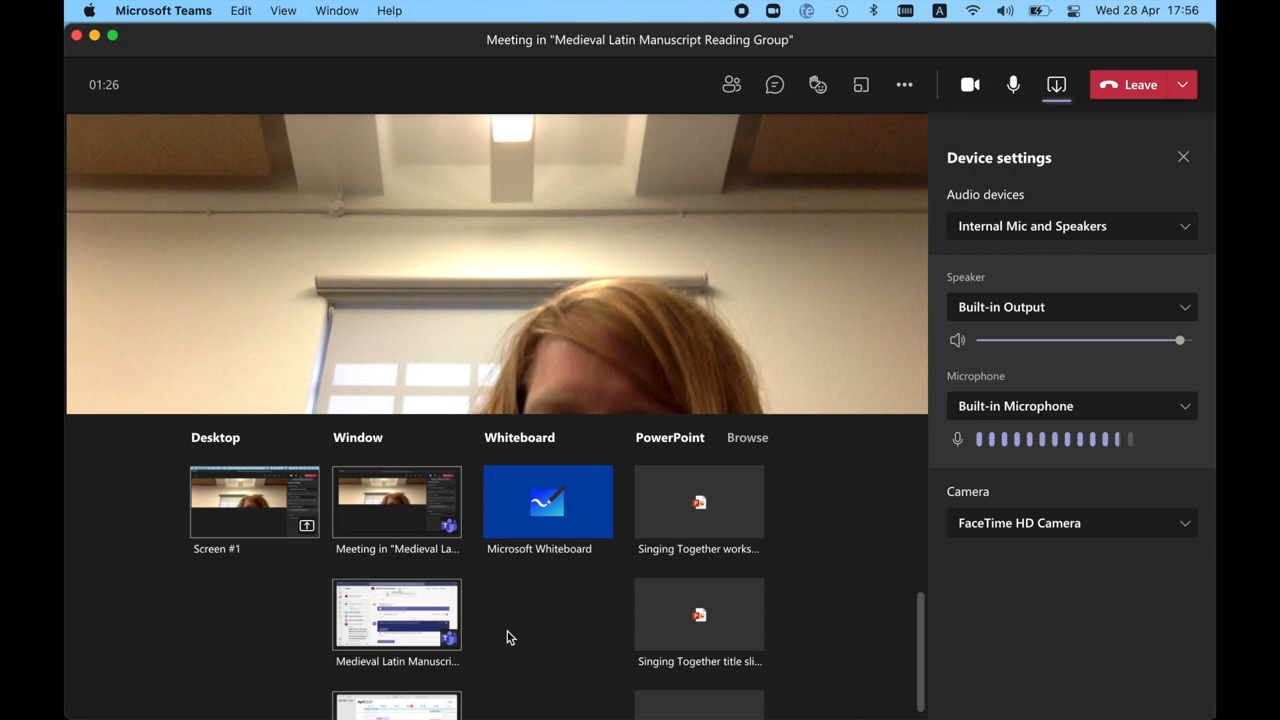 Microsoft Teams Edit View Window Help A Wed 28 Apr 17:56
Meeting in "Medieval Latin Manuscript Reading Group"
01:26 Leave
Device settings
Audio devices
Internal Mic and Speakers
Speaker
Built-in Output
Microphone
Built-in Microphone
Camera
FaceTime HD Camera
Desktop Window Whiteboard PowerPoint Browse
Screen #1 Meeting in "Medieval La... Microsoft Whiteboard Singing Together works...
Medieval Latin Manuscri... Singing Together title sli...
April 2021